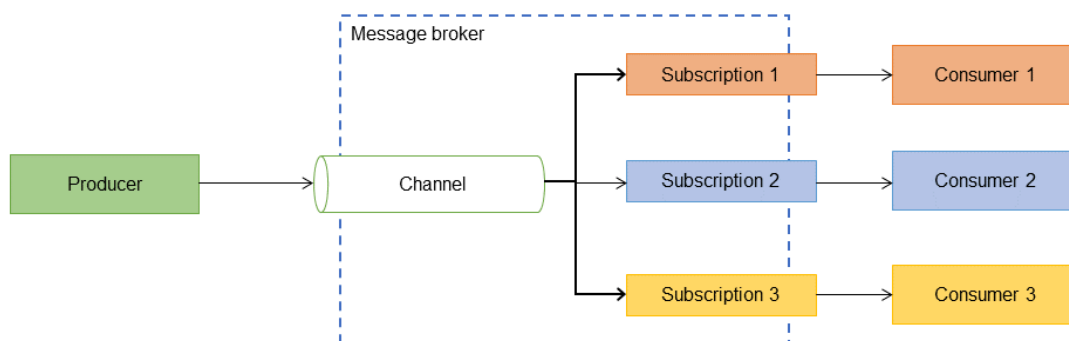 Message broker
Subscription 1
Consumer 1
Producer
Channel
Subscription 2
Consumer 2
Subscription 3
Consumer 3